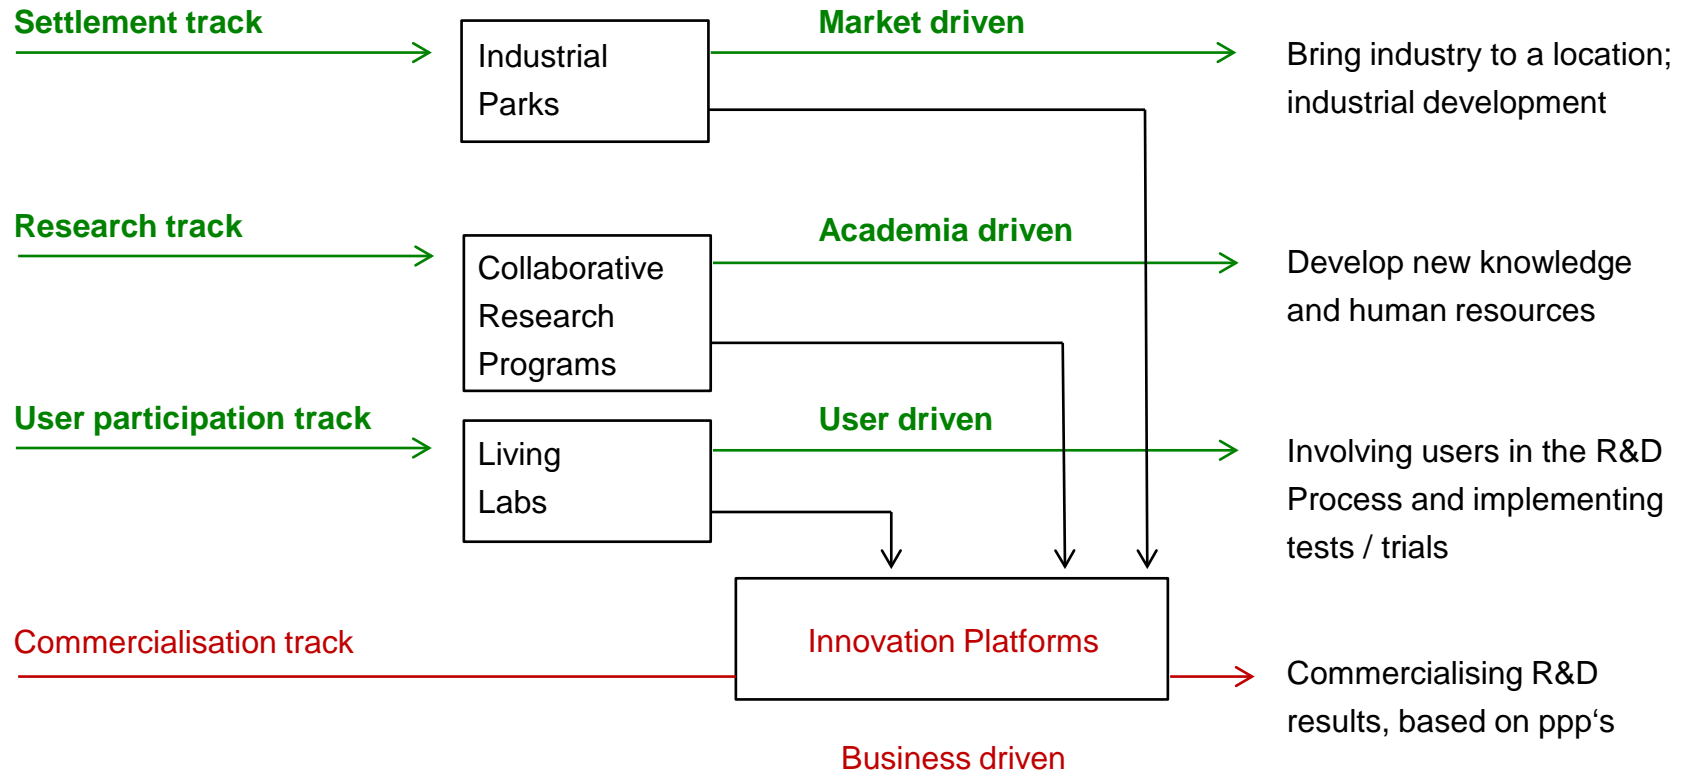 Settlement track
Market driven
Industrial
Parks
Bring industry to a location;
industrial development
Research track
Academia driven
Collaborative
Research
Programs
Develop new knowledge
and human resources
User participation track
User driven
Living
Labs
Involving users in the R&D
Process and implementing
tests / trials
Commercialisation track
Innovation Platforms
Commercialising R&D
results, based on ppp‘s
Business driven